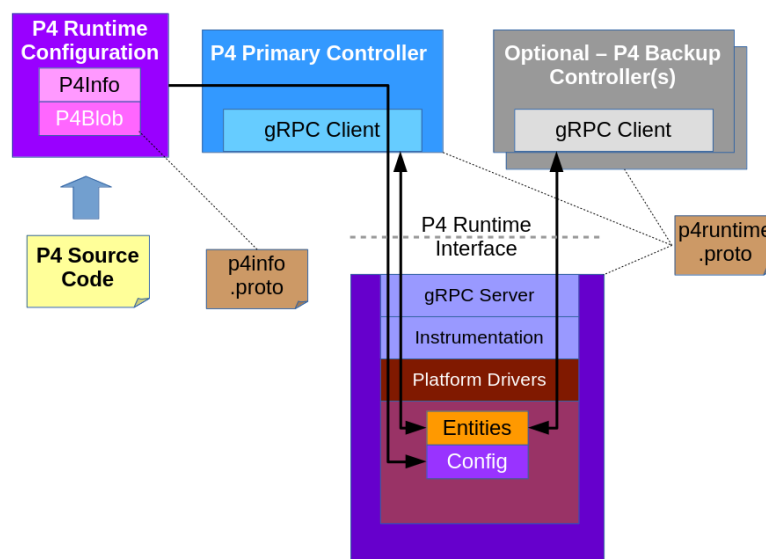 P4 Runtime
Configuration
P4Info
P4Blob
P4 Primary Controller
gRPC Client
Optional – P4 Backup
Controller(s)
gRPC Client
P4 Source
Code
p4info
.proto
P4 Runtime
Interface
p4runtime
.proto
gRPC Server
Instrumentation
Platform Drivers
Entities
Config